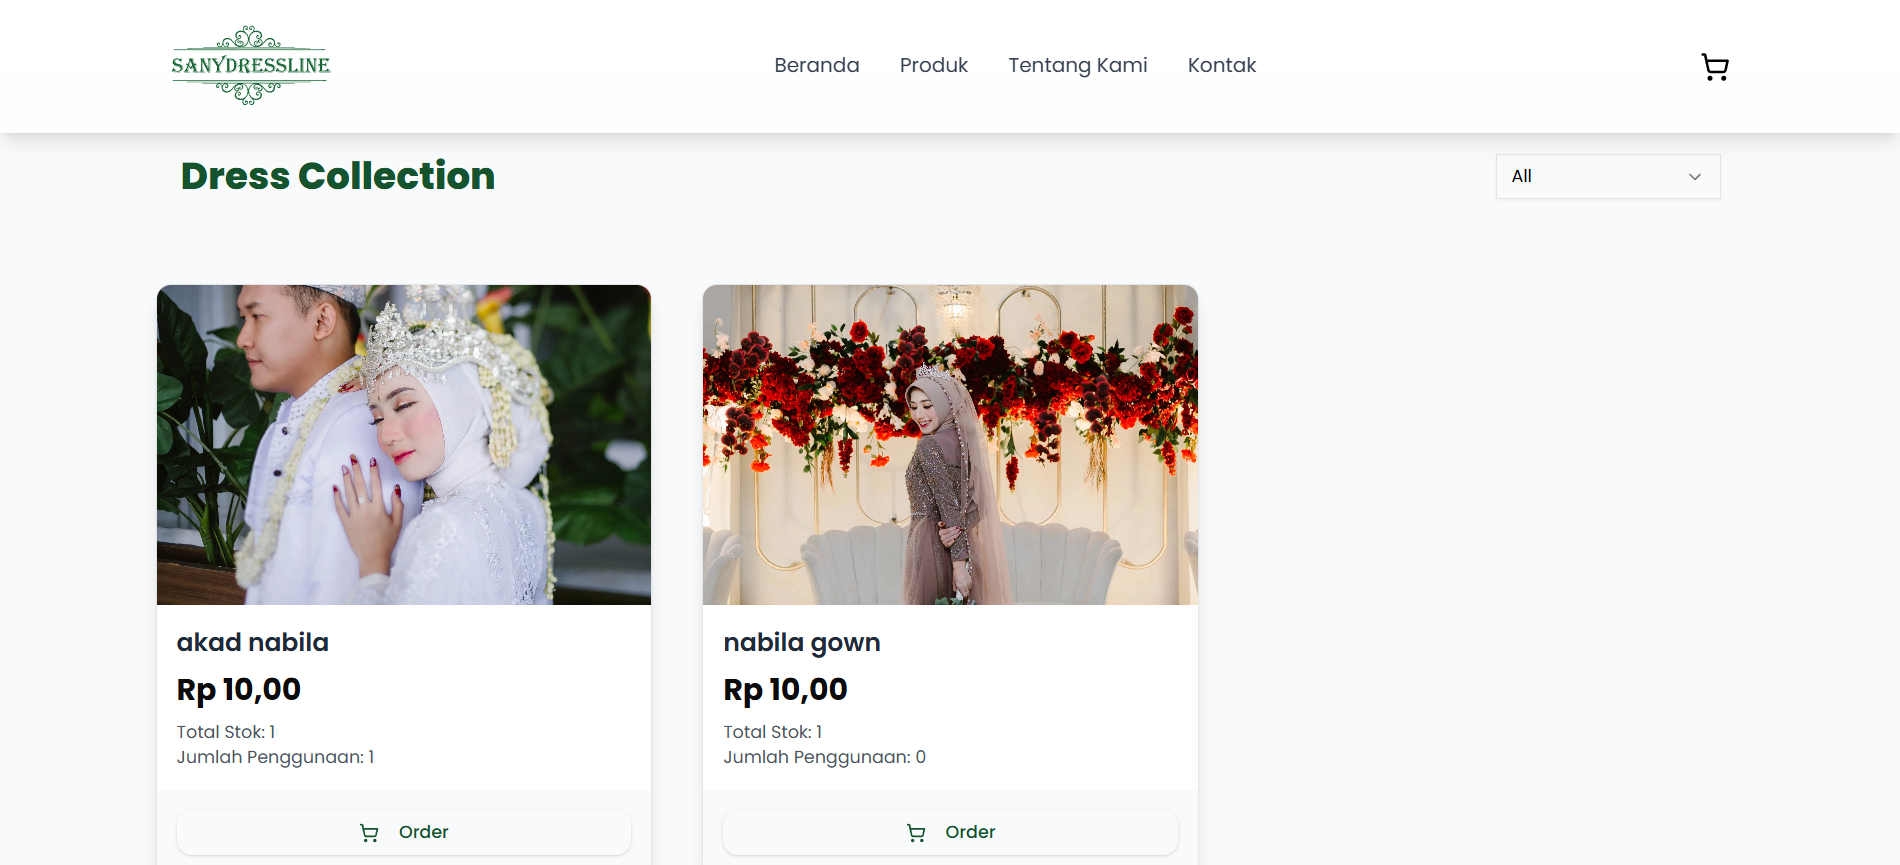 SANYDRESSLINE
Beranda Produk Tentang Kami Kontak
Dress Collection
All
akad nabila
Rp 10,00
Total Stok: 1
Jumlah Penggunaan: 1
Order
nabila gown
Rp 10,00
Total Stok: 1
Jumlah Penggunaan: 0
Order